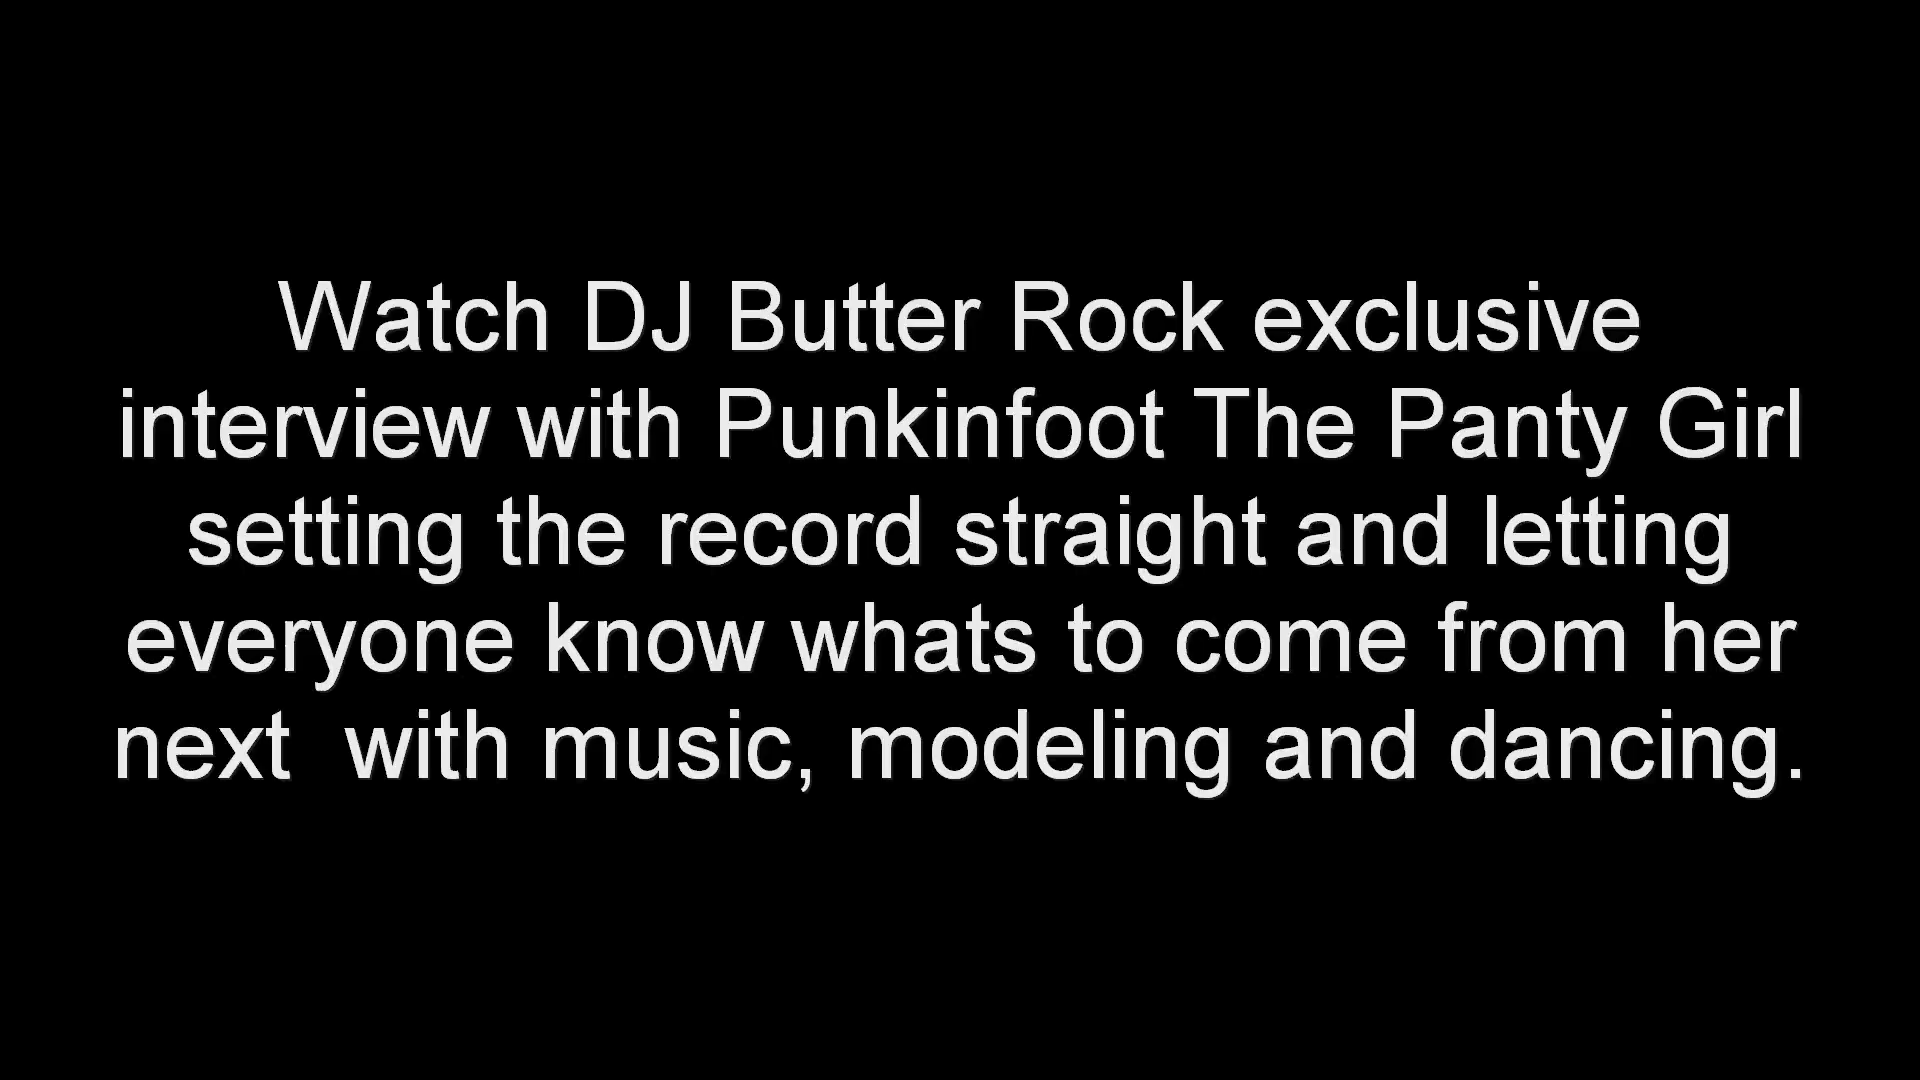 Watch DJ Butter Rock exclusive
interview with Punkinfoot The Panty Girl
setting the record straight and letting
everyone know whats to come from her
next  with music, modeling and dancing.